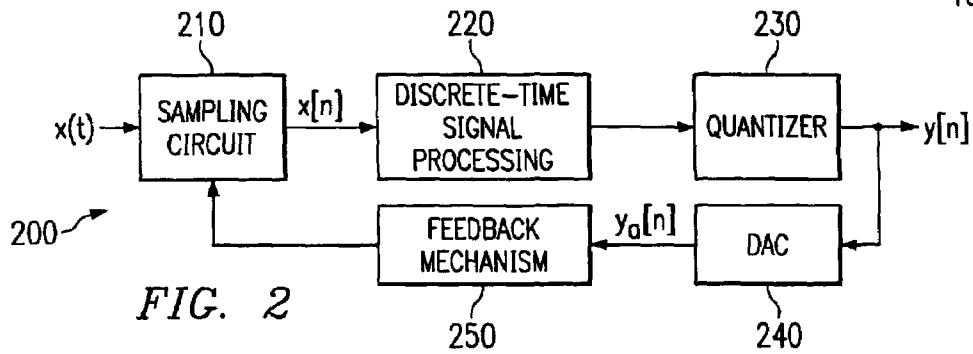 210
220
230
x(t)
SAMPLING
CIRCUIT
x[n]
DISCRETE-TIME
SIGNAL
PROCESSING
QUANTIZER
y[n]
200
FEEDBACK
MECHANISM
ya[n]
DAC
FIG. 2
250
240